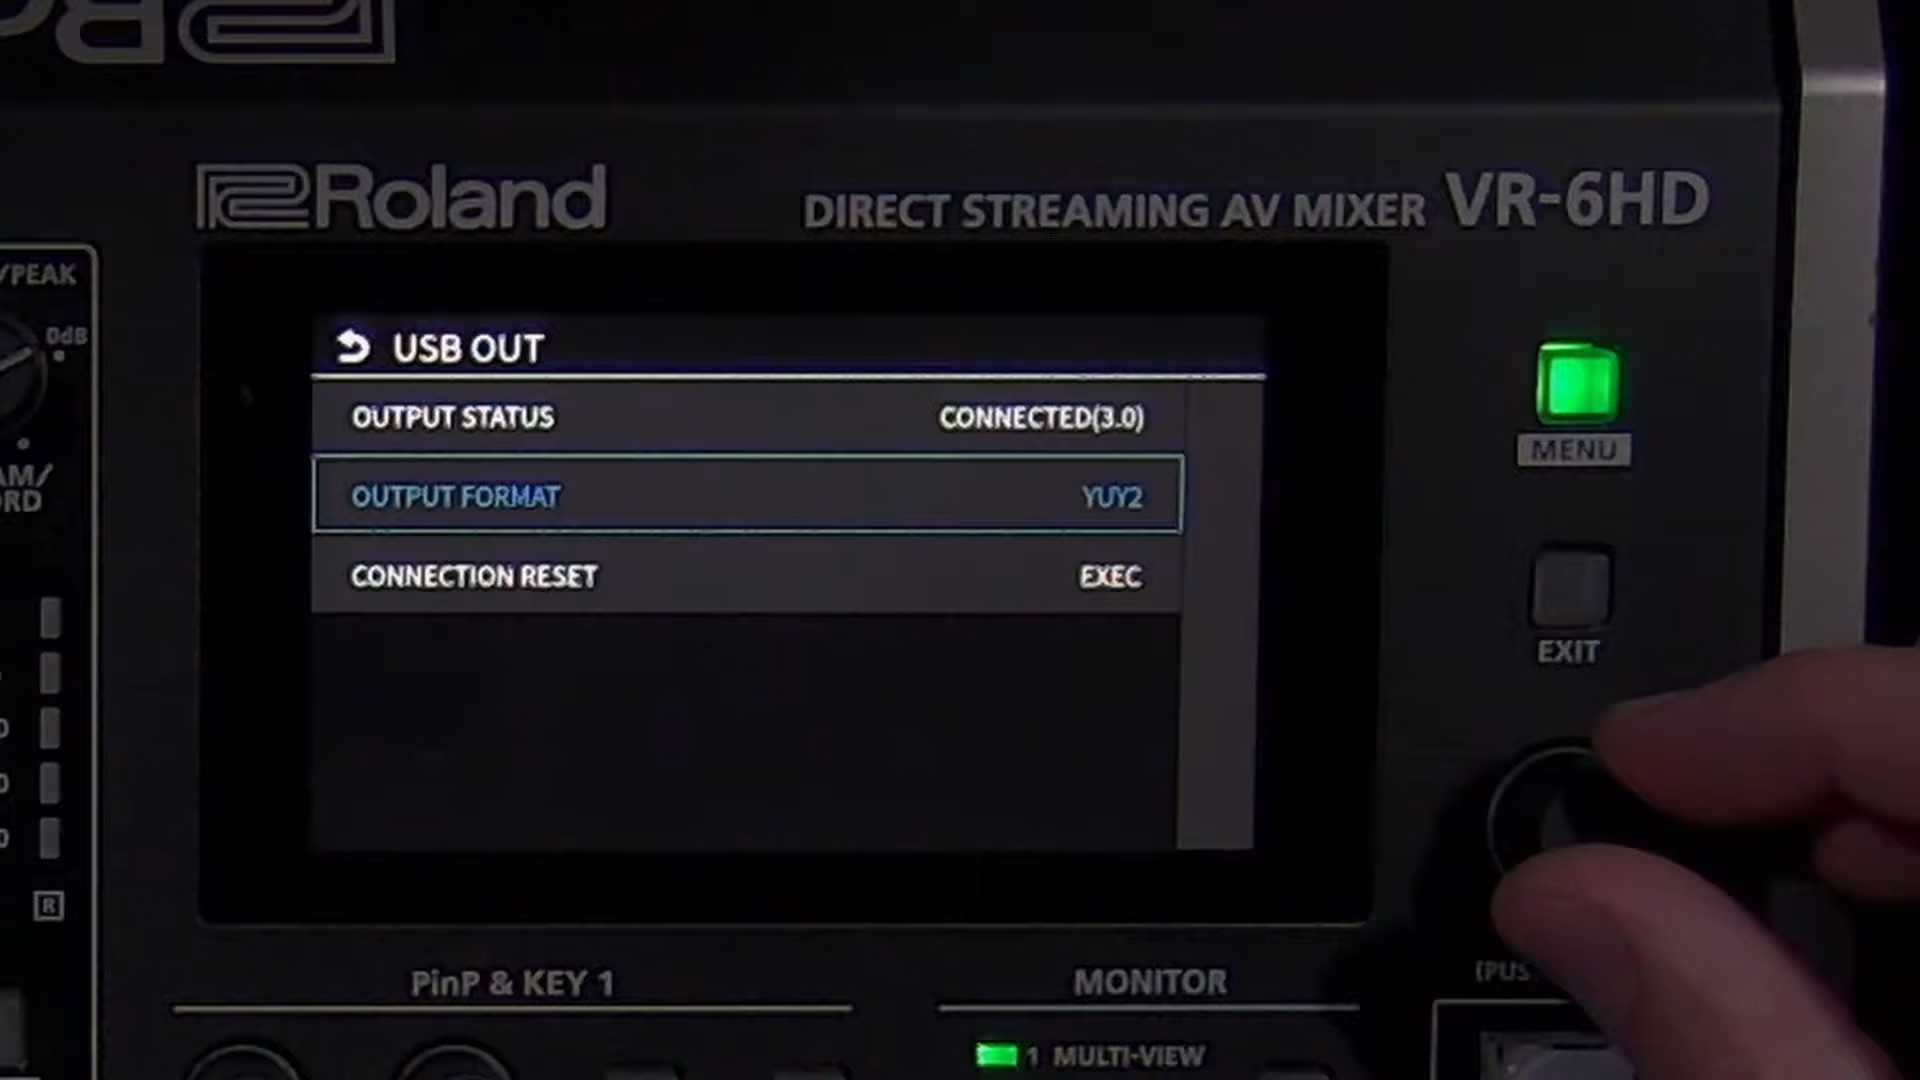 Roland
DIRECT STREAMING AV MIXER VR-6HD
/PEAK
0dB
USB OUT
OUTPUT STATUS CONNECTED(3.0)
OUTPUT FORMAT YUY2
CONNECTION RESET EXEC
MENU
EXIT
R
PinP & KEY 1
MONITOR
1 MULTI-VIEW